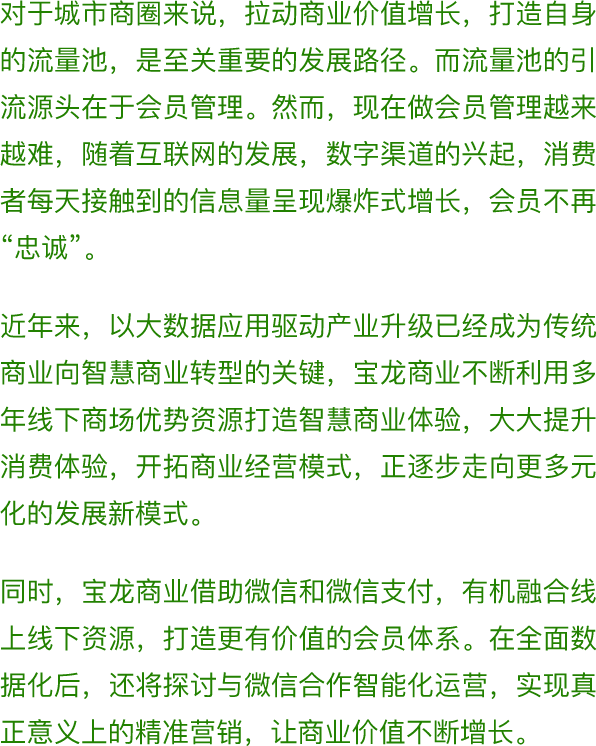 对于城市商圈来说，拉动商业价值增长，打造自身
的流量池，是至关重要的发展路径。而流量池的引
流源头在于会员管理。然而，现在做会员管理越来
越难，随着互联网的发展，数字渠道的兴起，消费
者每天接触到的信息量呈现爆炸式增长，会员不再
“忠诚”。
近年来，以大数据应用驱动产业升级已经成为传统
商业向智慧商业转型的关键，宝龙商业不断利用多
年线下商场优势资源打造智慧商业体验，大大提升
消费体验，开拓商业经营模式，正逐步走向更多元
化的发展新模式。
同时，宝龙商业借助微信和微信支付，有机融合线
上线下资源，打造更有价值的会员体系。在全面数
据化后，还将探讨与微信合作智能化运营，实现真
正意义上的精准营销，让商业价值不断增长。